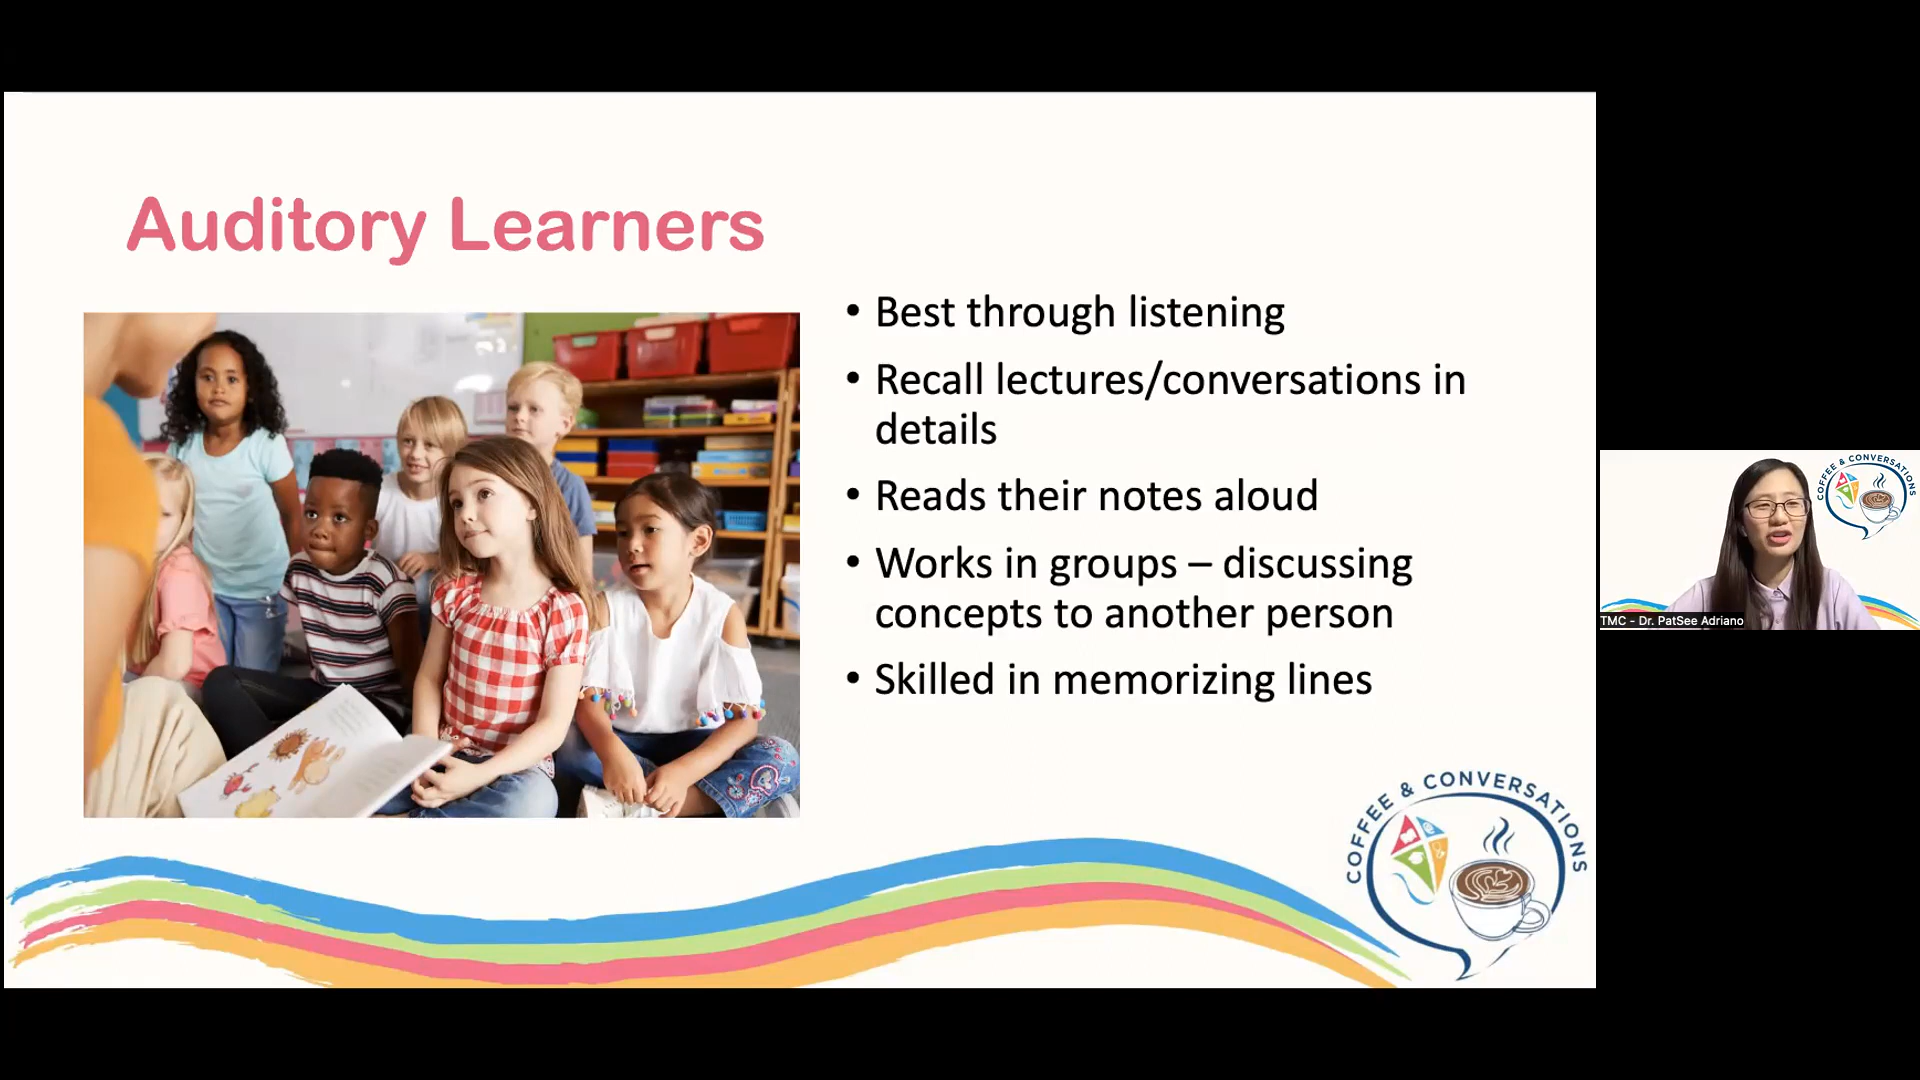 Auditory Learners
• Best through listening
• Recall lectures/conversations in
details
• Reads their notes aloud
• Works in groups – discussing
concepts to another person
• Skilled in memorizing lines
COFFEE & CONVERSATIONS
COFFEE & CONVERSATIONS
TMC - Dr. PatSee Adriano